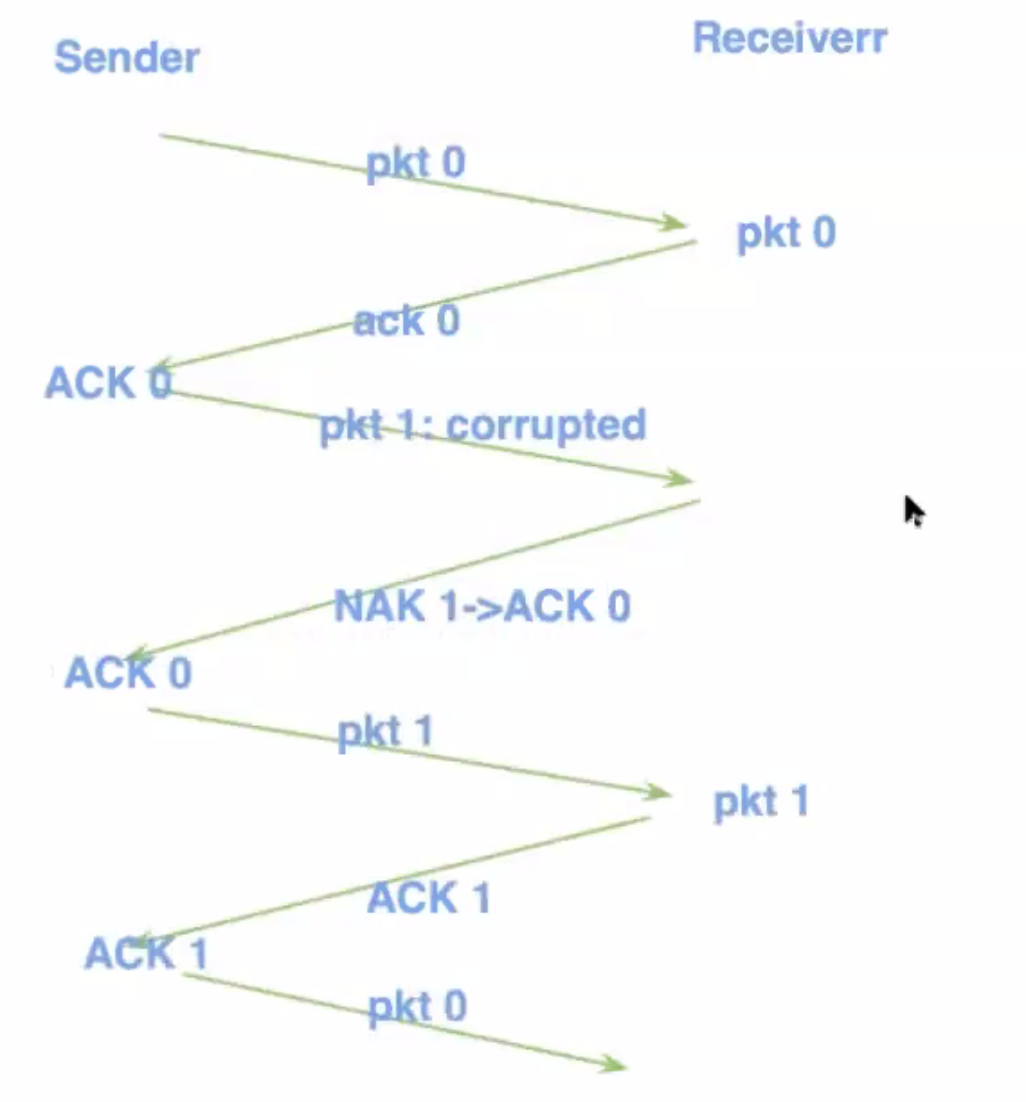 Sender
Receiverr
pkt 0
pkt 0
ack 0
ACK 0
pkt 1: corrupted
NAK 1->ACK 0
ACK 0
pkt 1
pkt 1
ACK 1
ACK 1
pkt 0